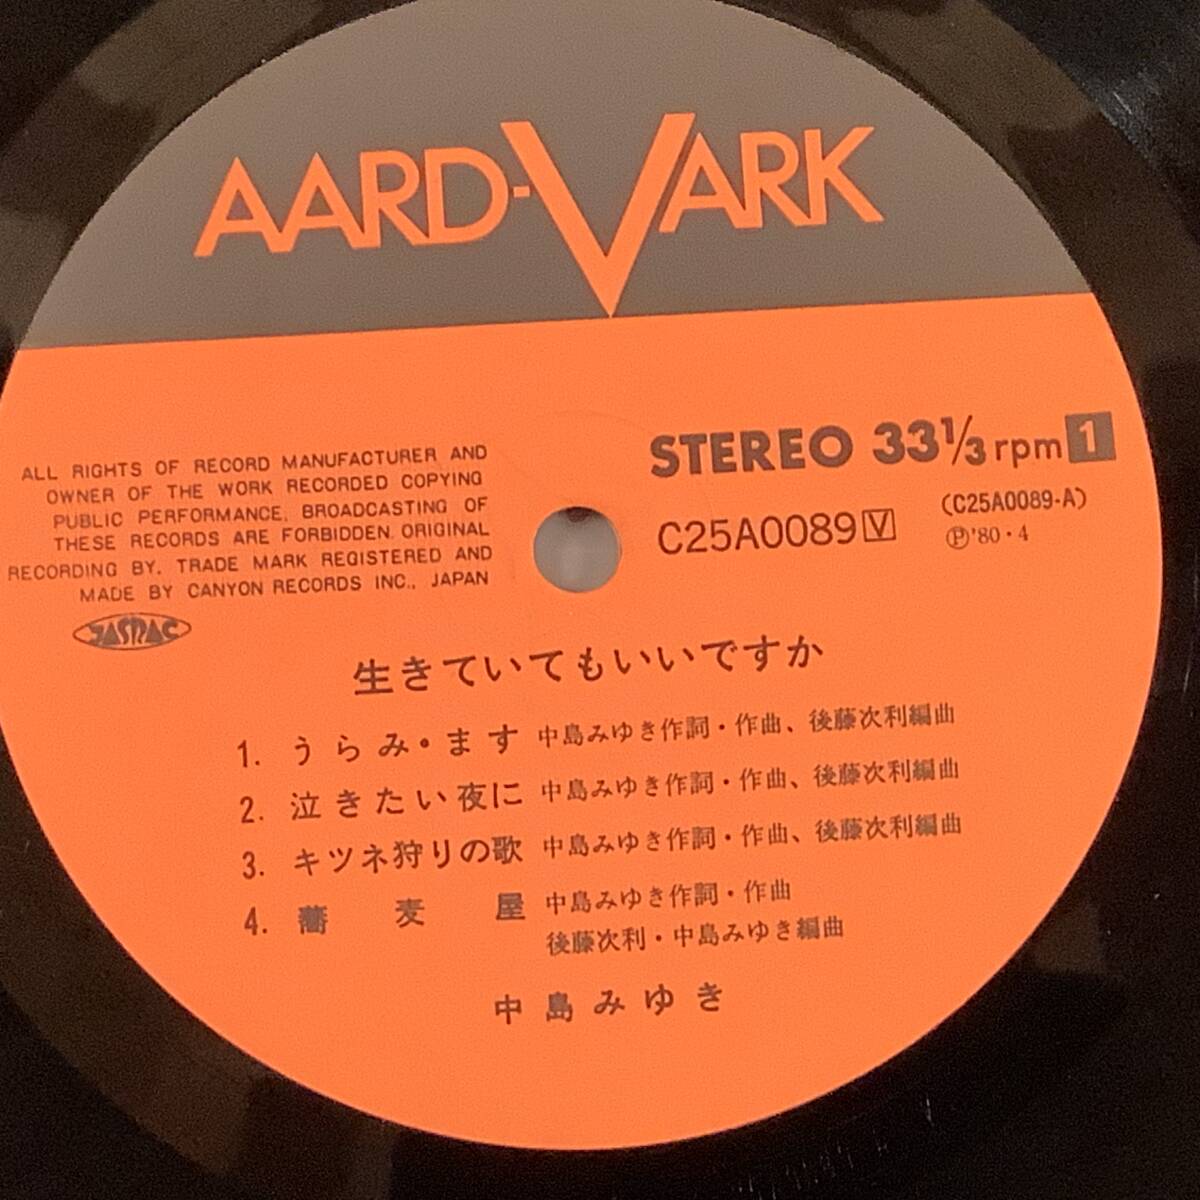 AARD-VARK
STEREO 33 1/3 rpm 1
C25A0089 V
(C25A0089-A)
Ⓟ'80・4
ALL RIGHTS OF RECORD MANUFACTURER AND
OWNER OF THE WORK RECORDED COPYING
PUBLIC PERFORMANCE, BROADCASTING OF
THESE RECORDS ARE FORBIDDEN. ORIGINAL
RECORDING BY, TRADE MARK REGISTERED AND
MADE BY CANYON RECORDS INC., JAPAN
JASRAC
生きていてもいいですか
1. うらみ・ます 中島みゆき作詞・作曲、後藤次利編曲
2. 泣きたい夜に 中島みゆき作詞・作曲、後藤次利編曲
3. キツネ狩りの歌 中島みゆき作詞・作曲、後藤次利編曲
4. 蕎麦屋 中島みゆき作詞・作曲
後藤次利・中島みゆき編曲
中島みゆき